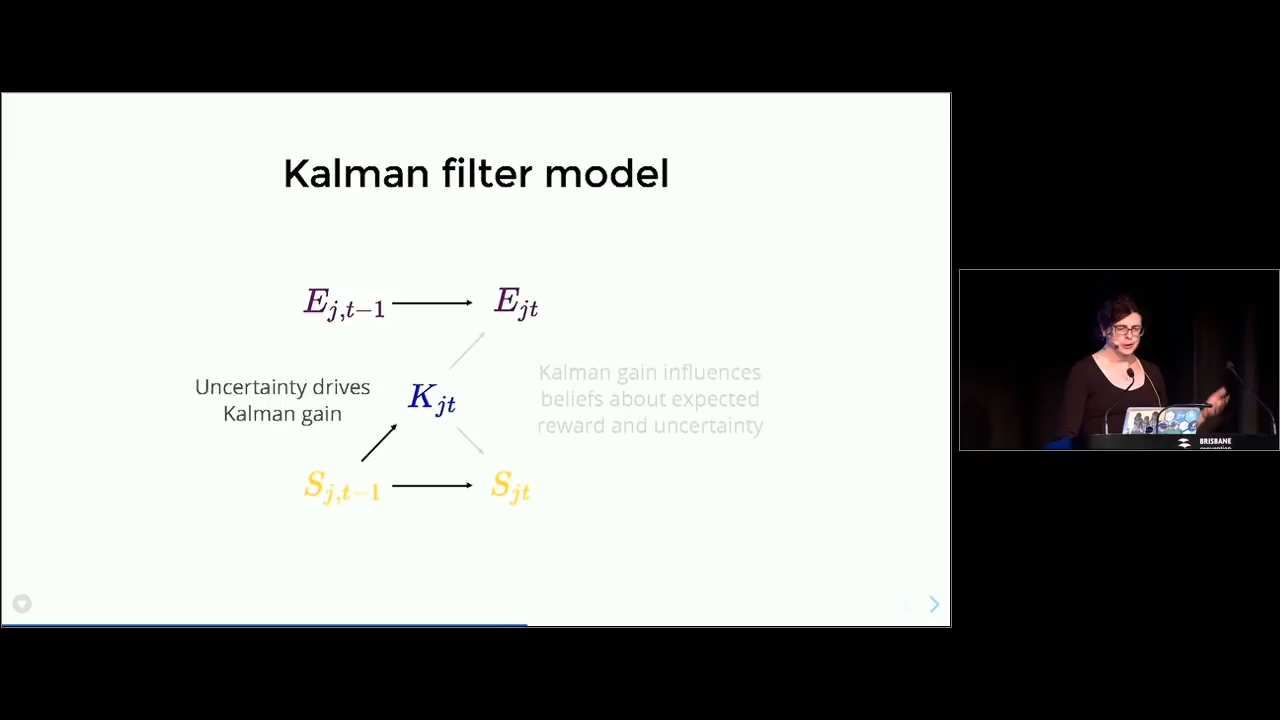 Kalman filter model
E_{j,t−1}
E_{jt}
Uncertainty drives
Kalman gain
K_{jt}
Kalman gain influences
beliefs about expected
reward and uncertainty
S_{j,t−1}
S_{jt}
BRISBANE
convention